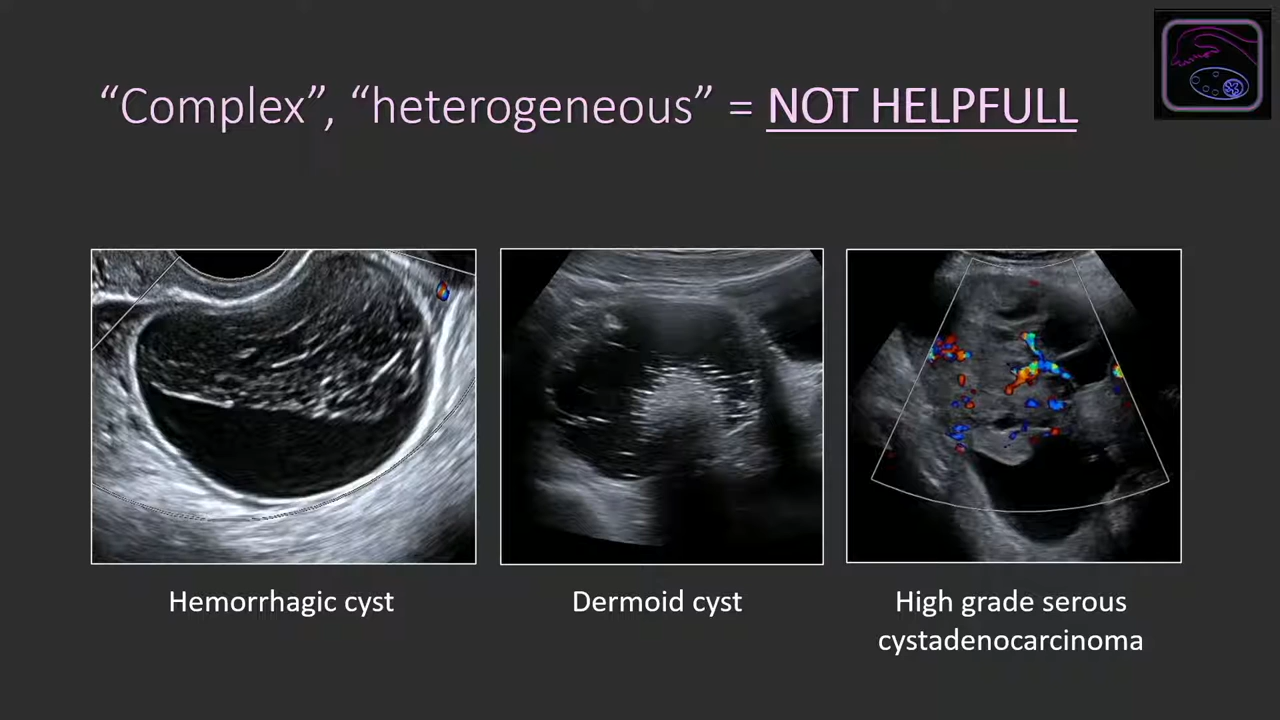 “Complex”, “heterogeneous” = NOT HELPFULL
Hemorrhagic cyst
Dermoid cyst
High grade serous
cystadenocarcinoma